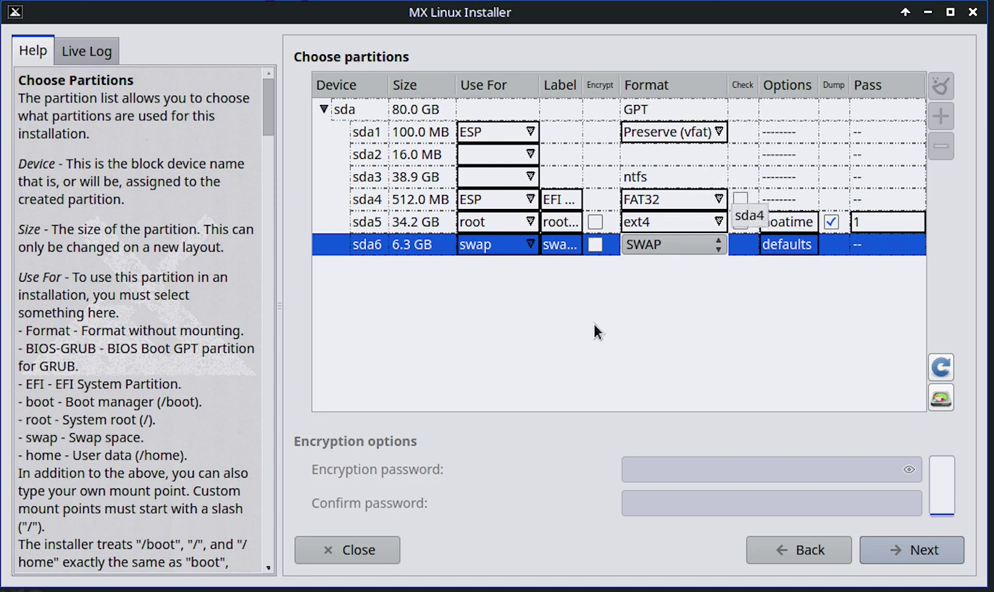 MX Linux Installer
Help
Live Log
Choose Partitions
The partition list allows you to choose
what partitions are used for this
installation.
Device - This is the block device name
that is, or will be, assigned to the
created partition.
Size - The size of the partition. This can
only be changed on a new layout.
Use For - To use this partition in an
installation, you must select
something here.
- Format - Format without mounting.
- BIOS-GRUB - BIOS Boot GPT partition
for GRUB.
- EFI - EFI System Partition.
- boot - Boot manager (/boot).
- root - System root (/).
- swap - Swap space.
- home - User data (/home).
In addition to the above, you can also
type your own mount point. Custom
mount points must start with a slash
("/").
The installer treats "/boot", "/", and "/
home" exactly the same as "boot",
Choose partitions
Device Size Use For Label Encrypt Format Check Options Dump Pass
sda 80.0 GB GPT
sda1 100.0 MB ESP Preserve (vfat) -------- --
sda2 16.0 MB -------- --
sda3 38.9 GB ntfs -------- --
sda4 512.0 MB ESP EFI ... FAT32 -------- --
sda4
sda5 34.2 GB root root... ext4 noatime 1
sda6 6.3 GB swap swa... SWAP defaults --
Encryption options
Encryption password:
Confirm password:
Close
Back
Next